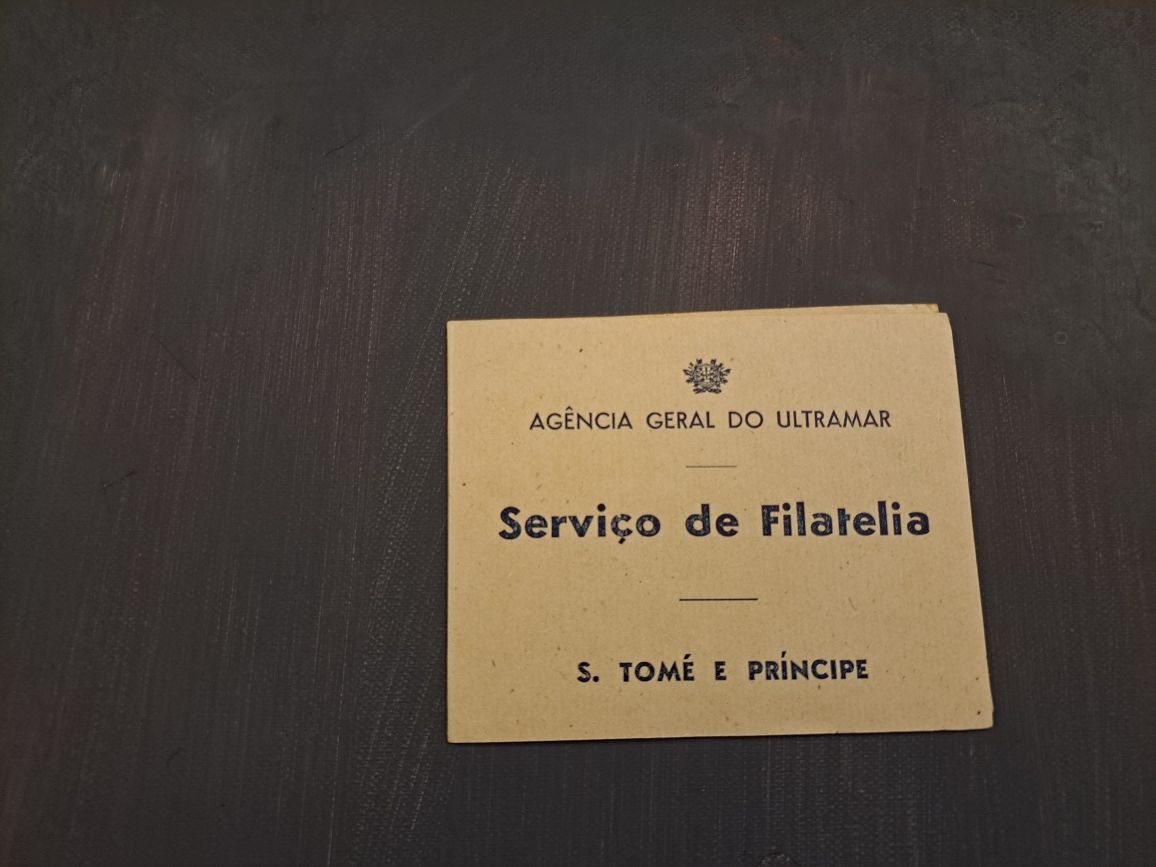 AGÊNCIA GERAL DO ULTRAMAR
Serviço de Filatelia
S. TOMÉ E PRÍNCIPE